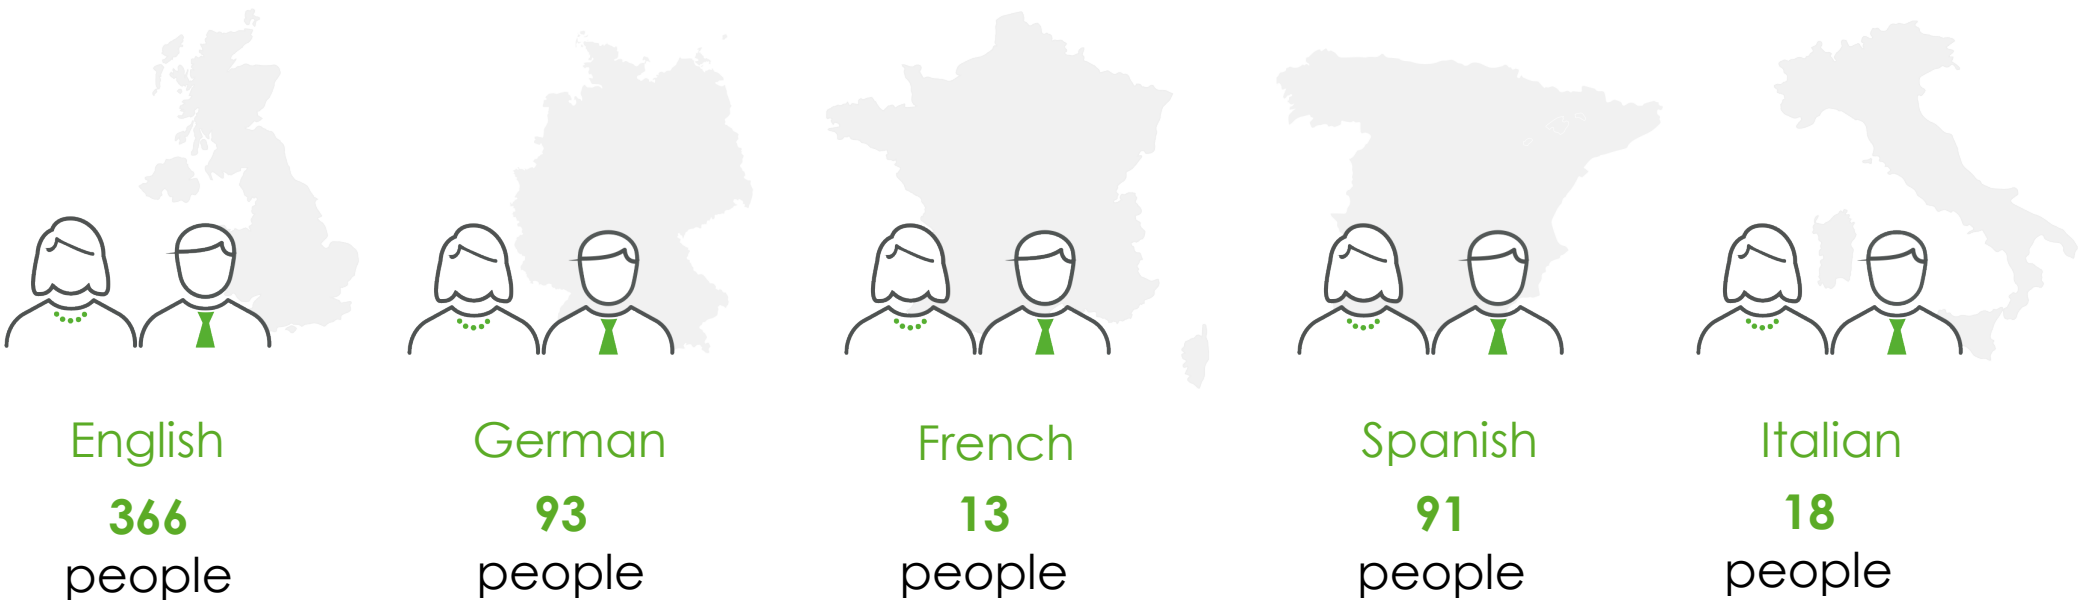 English
366
people
German
93
people
French
13
people
Spanish
91
people
Italian
18
people